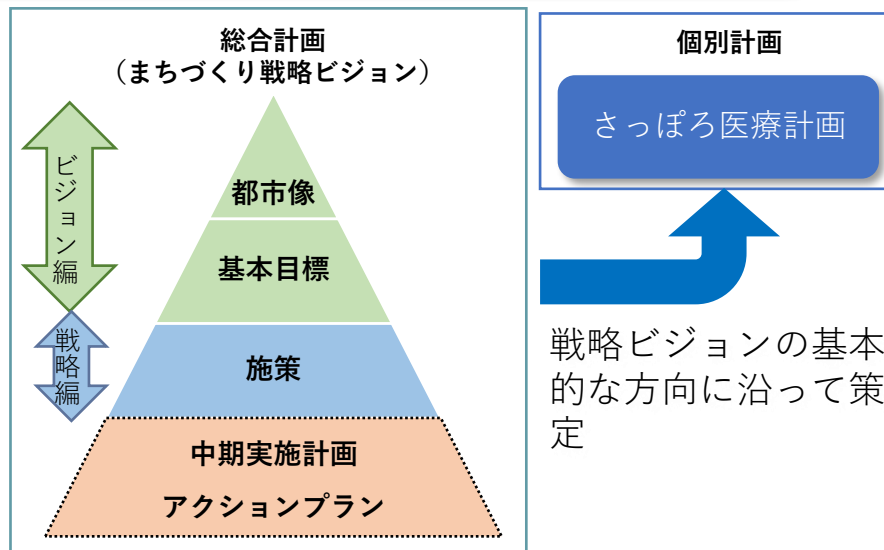 総合計画
（まちづくり戦略ビジョン）
ビジョン編
戦略編
都市像
基本目標
施策
中期実施計画
アクションプラン
個別計画
さっぽろ医療計画
戦略ビジョンの基本
的な方向に沿って策
定